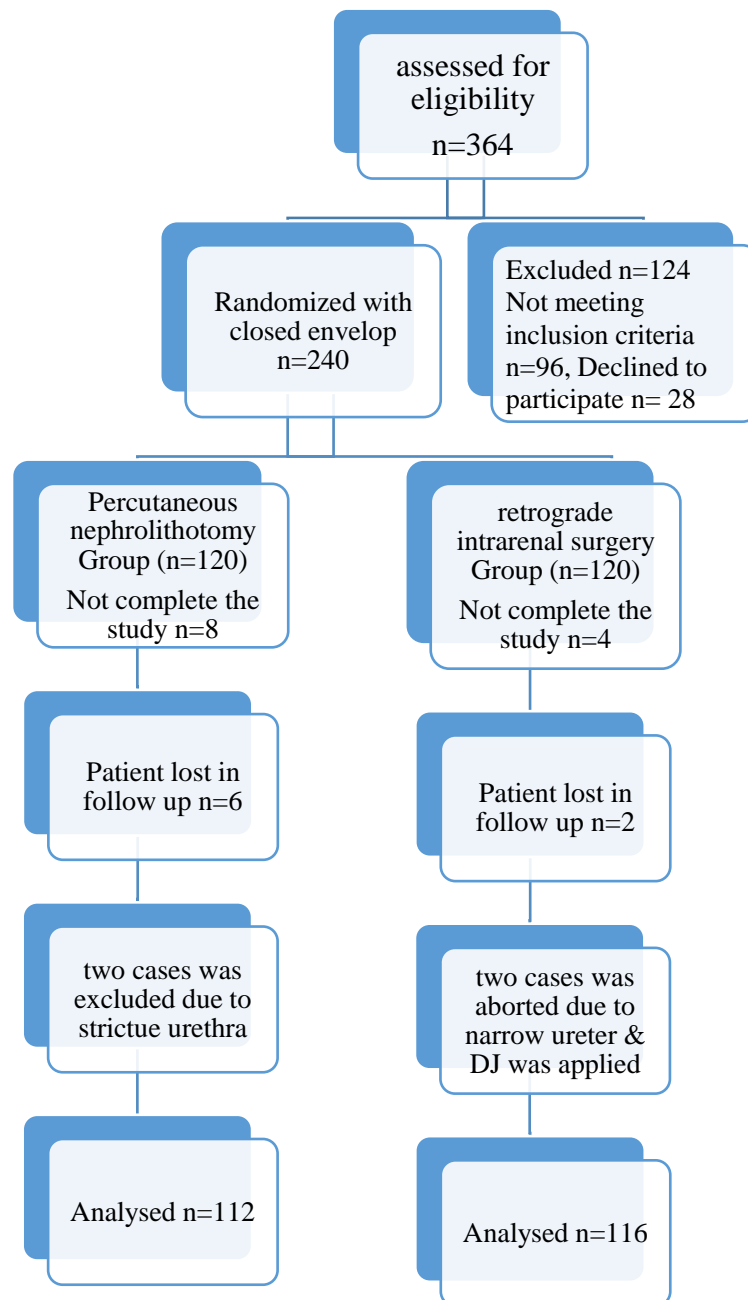 assessed for
eligibility
n=364
Randomized with
closed envelop
n=240
Excluded n=124
Not meeting
inclusion criteria
n=96, Declined to
participate n= 28
Percutaneous
nephrolithotomy
Group (n=120)
Not complete the
study n=8
retrograde
intrarenal surgery
Group (n=120)
Not complete the
study n=4
Patient lost in
follow up n=6
Patient lost in
follow up n=2
two cases was
excluded due to
strictue urethra
two cases was
aborted due to
narrow ureter &
DJ was applied
Analysed n=112
Analysed n=116